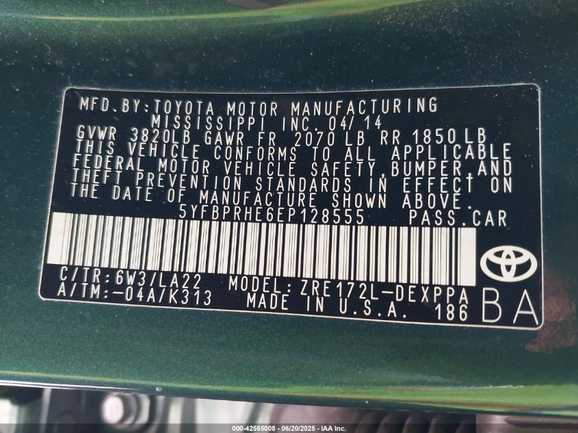 MFD.BY:TOYOTA MOTOR MANUFACTURING
MISSISSIPPI INC. 04/14
GVWR 3820LB GAWR FR 2070 LB RR 1850 LB
THIS VEHICLE CONFORMS TO ALL APPLICABLE
FEDERAL MOTOR VEHICLE SAFETY, BUMPER, AND
THEFT PREVENTION STANDARDS IN EFFECT ON
THE DATE OF MANUFACTURE SHOWN ABOVE.
5YFBPRHE6EP128555 PASS.CAR
C/TR:6W3/LA22 MODEL:ZRE172L-DEXPPA
A/TM:-04A/K313 MADE IN U.S.A. 186 BA
000-42565008 - 06/20/2025 - IAA Inc.